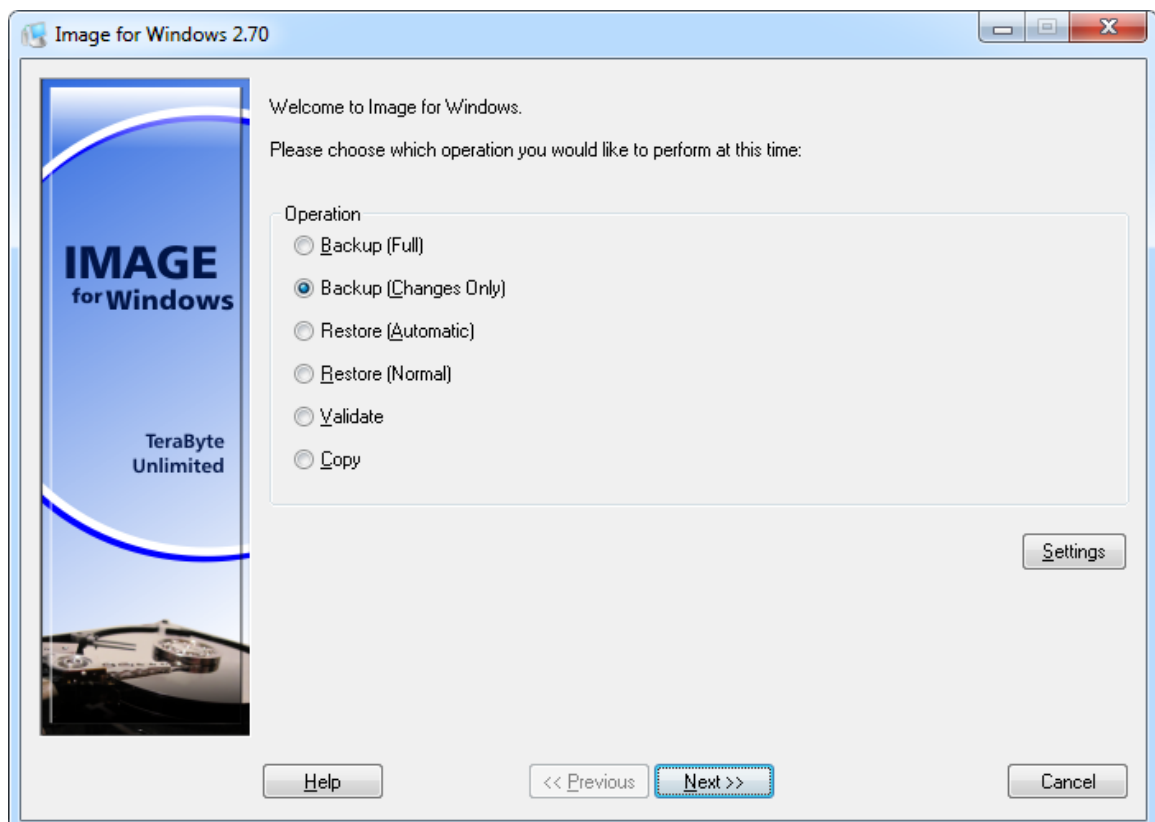 Image for Windows 2.70
Welcome to Image for Windows.
Please choose which operation you would like to perform at this time:
IMAGE
for Windows
TeraByte
Unlimited
Operation
Backup (Full)
Backup (Changes Only)
Restore (Automatic)
Restore (Normal)
Validate
Copy
Settings
Help
<< Previous
Next >>
Cancel